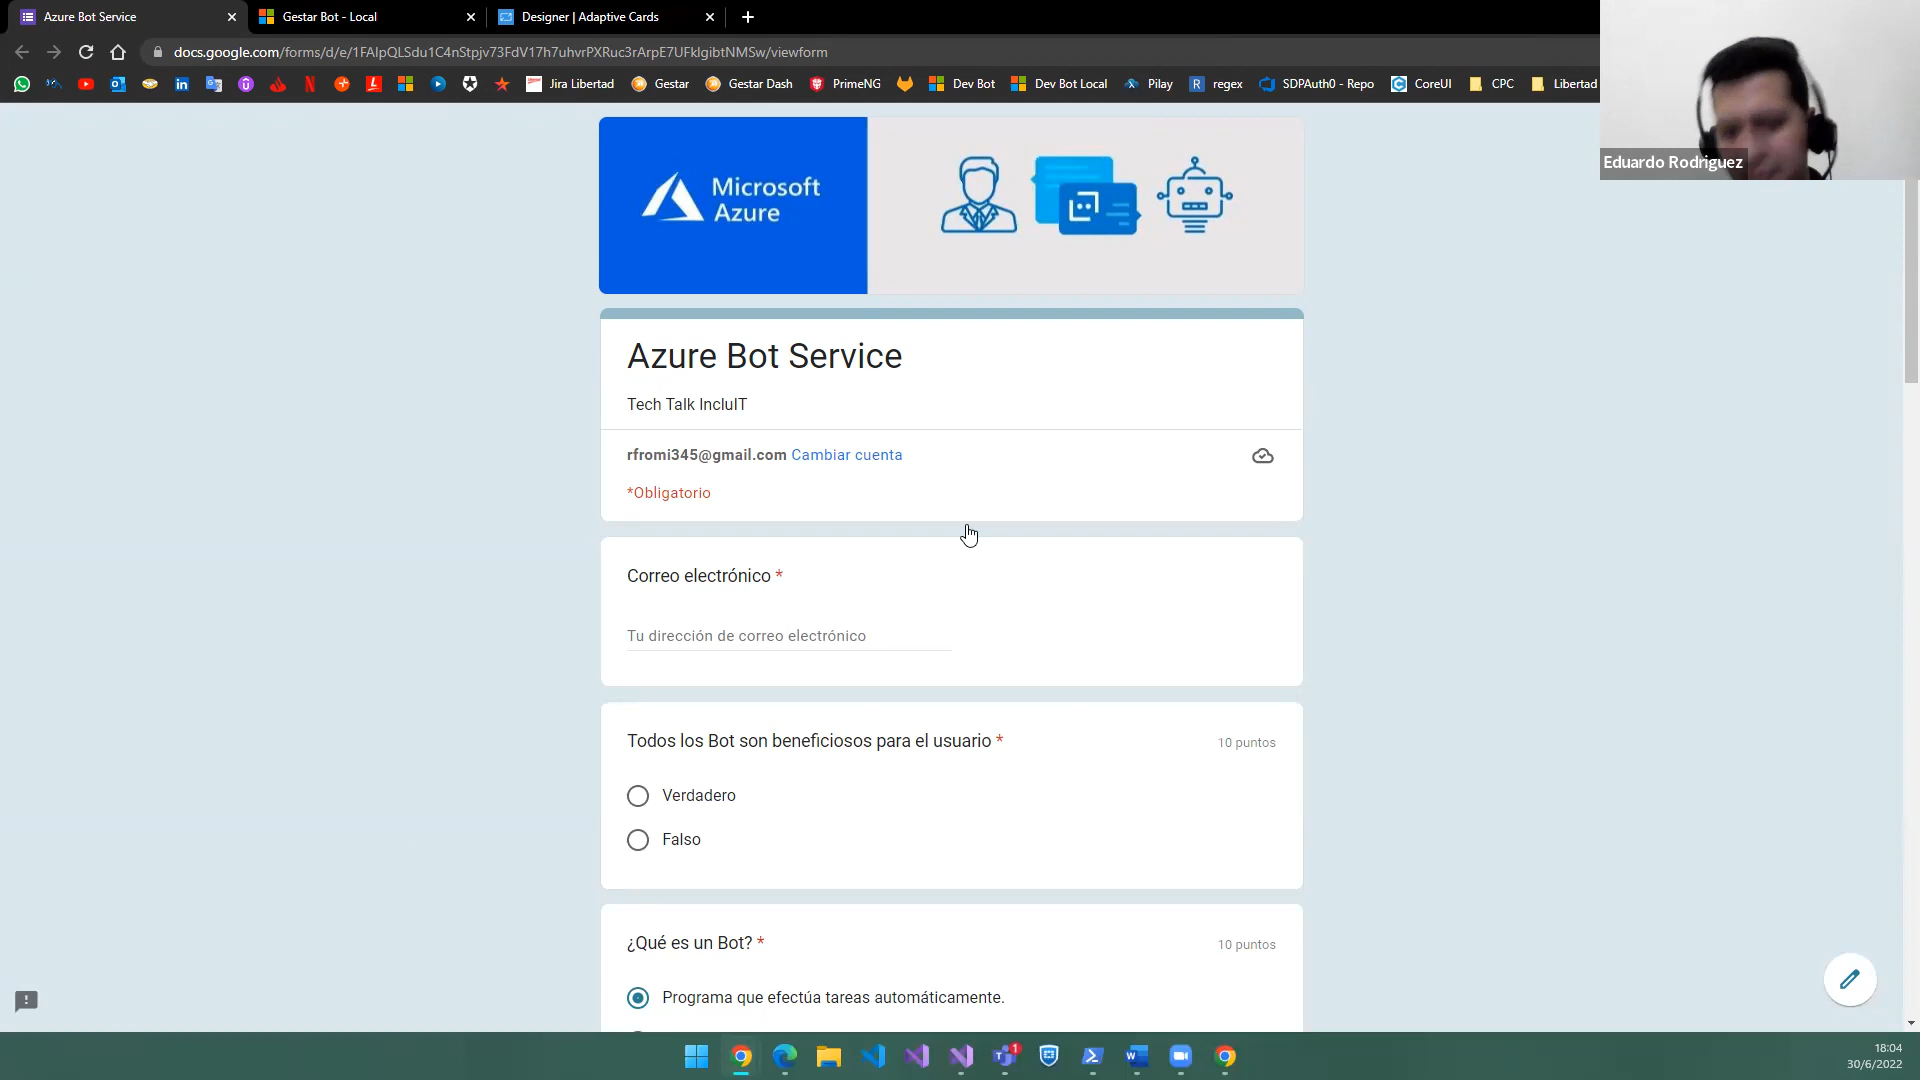 Azure Bot Service
Gestar Bot - Local
Designer | Adaptive Cards
docs.google.com/forms/d/e/1FAIpQLSdu1C4nStpjv73FdV17h7uhvrPXRuc3rArpE7UFklgibtNMSw/viewform
Jira Libertad
Gestar
Gestar Dash
PrimeNG
Dev Bot
Dev Bot Local
Pilay
R
regex
SDPAuth0 - Repo
CoreUI
CPC
Libertad
Eduardo Rodriguez
Microsoft
Azure
Azure Bot Service
Tech Talk IncluIT
rfromi345@gmail.com Cambiar cuenta
*Obligatorio
Correo electrónico *
Tu dirección de correo electrónico
Todos los Bot son beneficiosos para el usuario *
10 puntos
Verdadero
Falso
¿Qué es un Bot? *
10 puntos
Programa que efectúa tareas automáticamente.
1
18:04
30/6/2022